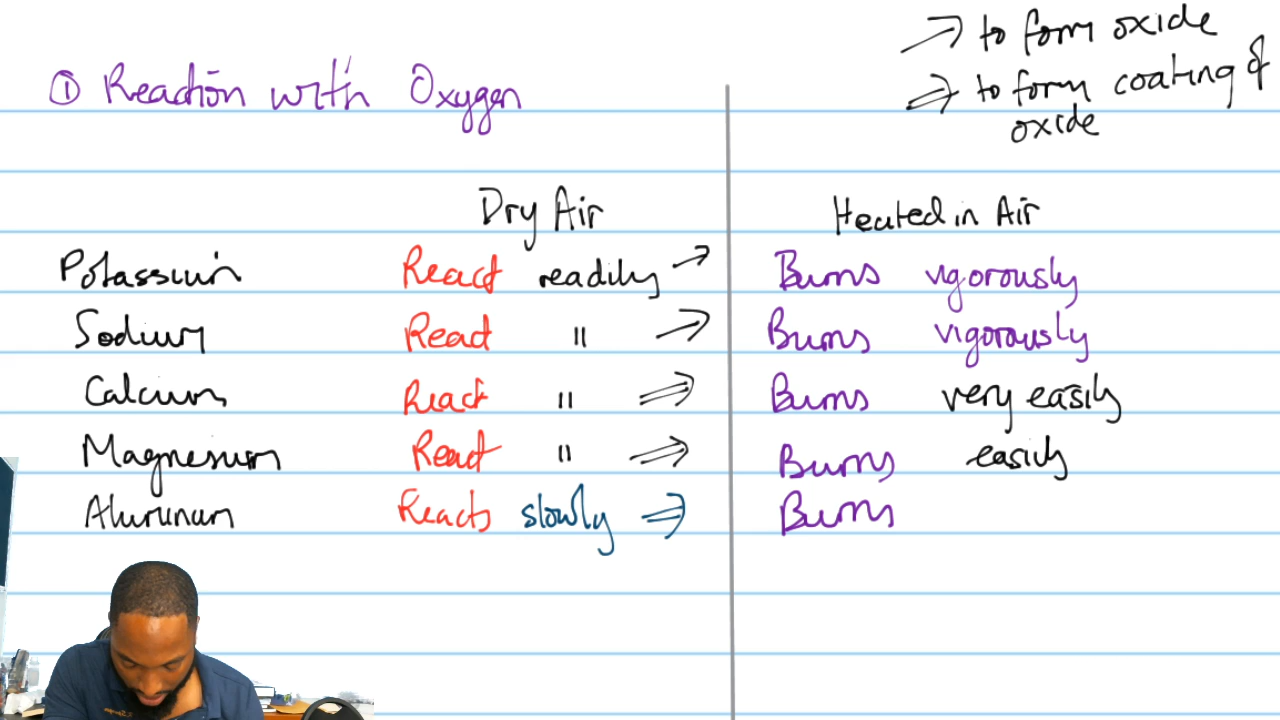 → to form oxide
① Reaction with Oxygen
⇒ to form coating of
oxide
Dry Air Heated in Air
Potassium React readily → Burns vigorously
Sodium React " → Burns vigorously
Calcium React " ⇒ Burns very easily
Magnesium React " ⇒ Burns easily
Aluminum Reacts slowly ⇒ Burns